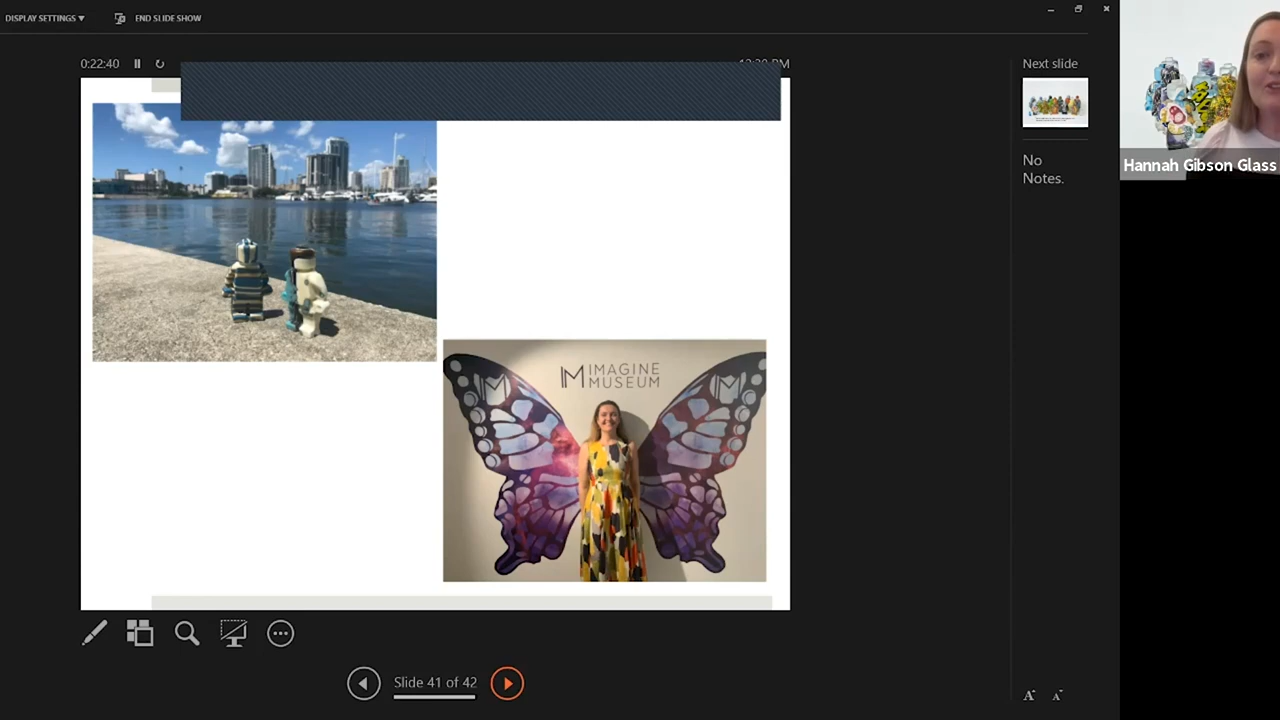 DISPLAY SETTINGS ▼
END SLIDE SHOW
0:22:40
Next slide
No
Notes.
Hannah Gibson Glass
M IMAGINE
MUSEUM
Slide 41 of 42
A
A